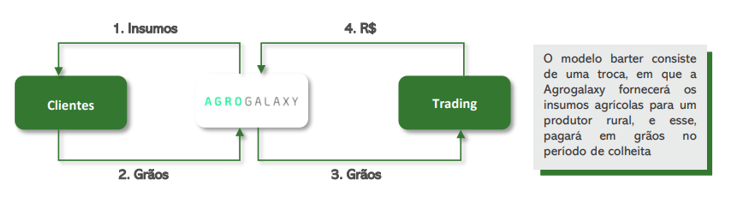 1. Insumos
4. R$
Clientes
AGROGALAXY
Trading
2. Grãos
3. Grãos
O modelo barter consiste
de uma troca, em que a
Agrogalaxy fornecerá os
insumos agrícolas para um
produtor rural, e esse,
pagará em grãos no
período de colheita